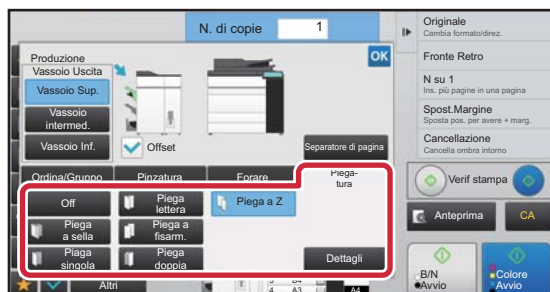 N. di copie 1
Produzione
Vassoio Uscita
OK
Vassoio Sup.
Vassoio
intermed.
Vassoio Inf.
Offset
Separatore di pagina
Ordina/Gruppo
Pinzatura
Forare
Piega-
tura
Off
Piega
lettera
Piega a Z
Piega
a sella
Piega a
fisarm.
Piega
singola
Piega
doppia
Dettagli
Altri
A3
A4
Originale
Cambia formato/direz.
Fronte Retro
N su 1
Ins. più pagine in una pagina
Spost.Margine
Sposta pos. per avere + marg.
Cancellazione
Cancella ombra intorno
Verif stampa
Anteprima
CA
B/N
Avvio
Colore
Avvio